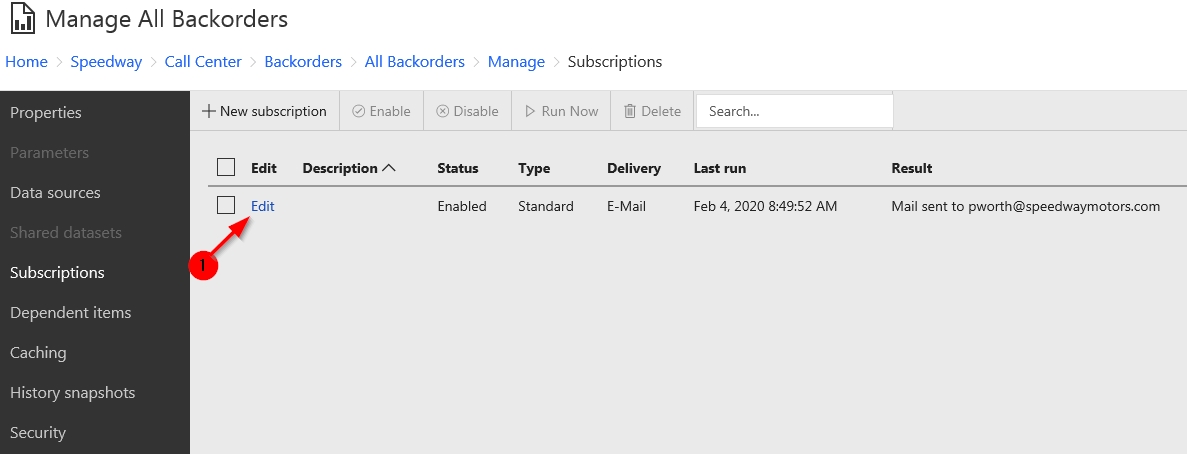 Manage All Backorders
Home > Speedway > Call Center > Backorders > All Backorders > Manage > Subscriptions
Properties
Parameters
Data sources
Shared datasets
Subscriptions
Dependent items
Caching
History snapshots
Security
New subscription Enable Disable Run Now Delete Search...
Edit Description Status Type Delivery Last run Result
Edit Enabled Standard E-Mail Feb 4, 2020 8:49:52 AM Mail sent to pworth@speedwaymotors.com
1